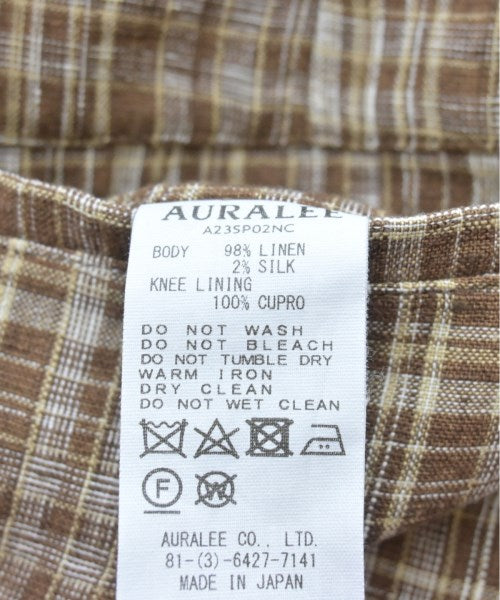 AURALEE
A23SP02NC
BODY 98% LINEN
2% SILK
KNEE LINING
100% CUPRO
DO NOT WASH
DO NOT BLEACH
DO NOT TUMBLE DRY
WARM IRON
DRY CLEAN
DO NOT WET CLEAN
F W
AURALEE CO., LTD.
81-(3)-6427-7141
MADE IN JAPAN